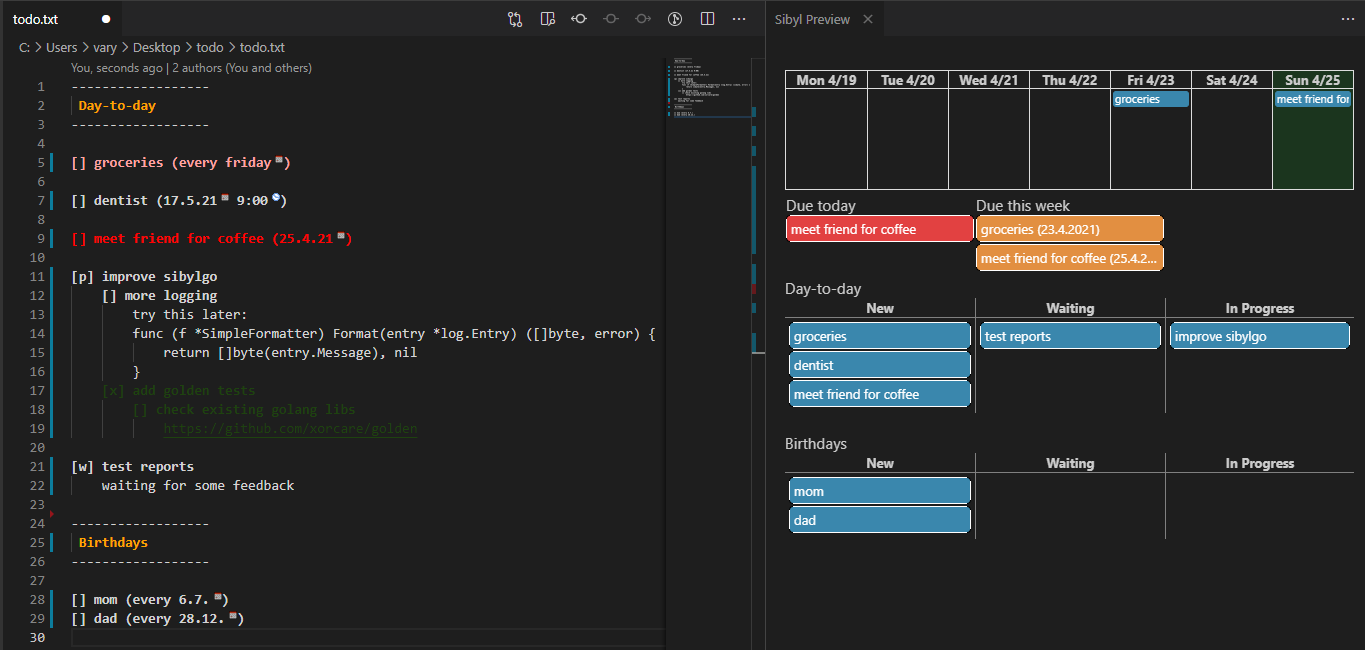 todo.txt
C: > Users > vary > Desktop > todo > todo.txt
You, seconds ago | 2 authors (You and others)
1 ------------------
2 Day-to-day
3 ------------------
4
5 [] groceries (every friday)
6
7 [] dentist (17.5.21 9:00)
8
9 [] meet friend for coffee (25.4.21)
10
11 [p] improve sibylgo
12 [] more logging
13 try this later:
14 func (f *SimpleFormatter) Format(entry *log.Entry) ([]byte, error) {
15 return []byte(entry.Message), nil
16 }
17 [x] add golden tests
18 [] check existing golang libs
19 https://github.com/xorcare/golden
20
21 [w] test reports
22 waiting for some feedback
23
24 ------------------
25 Birthdays
26 ------------------
27
28 [] mom (every 6.7.)
29 [] dad (every 28.12.)
30
Sibyl Preview
Mon 4/19 Tue 4/20 Wed 4/21 Thu 4/22 Fri 4/23 Sat 4/24 Sun 4/25
groceries meet friend for
Due today Due this week
meet friend for coffee groceries (23.4.2021)
meet friend for coffee (25.4.2...
Day-to-day
New Waiting In Progress
groceries test reports improve sibylgo
dentist
meet friend for coffee
Birthdays
New Waiting In Progress
mom
dad